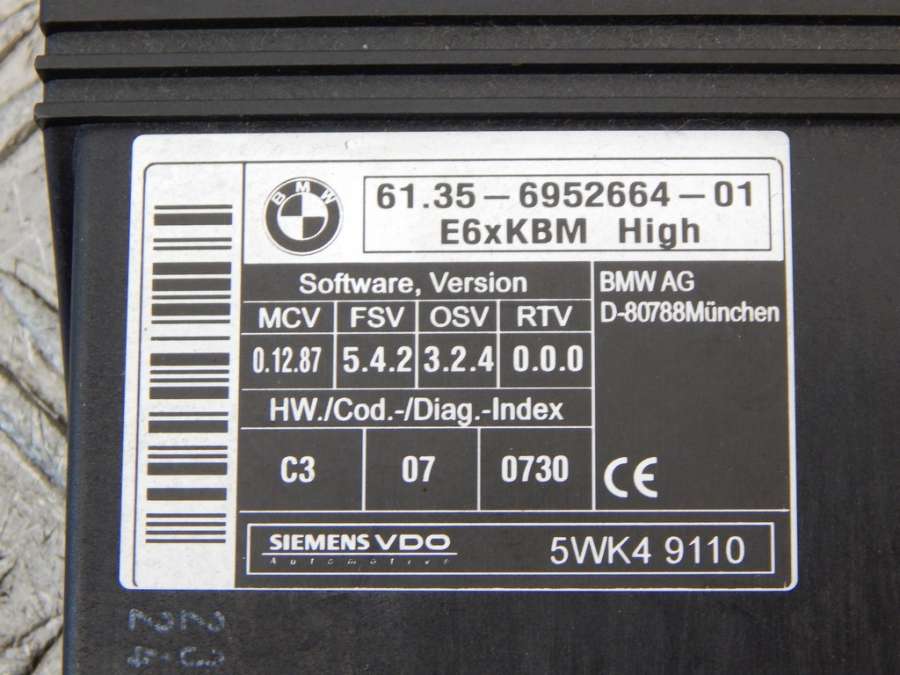 BMW
61.35-6952664-01
E6xKBM High
Software, Version
MCV FSV OSV RTV
0.12.87 5.4.2 3.2.4 0.0.0
HW./Cod.-/Diag.-Index
C3 07 0730
BMW AG
D-80788München
CE
SIEMENS VDO
Automotive
5WK4 9110